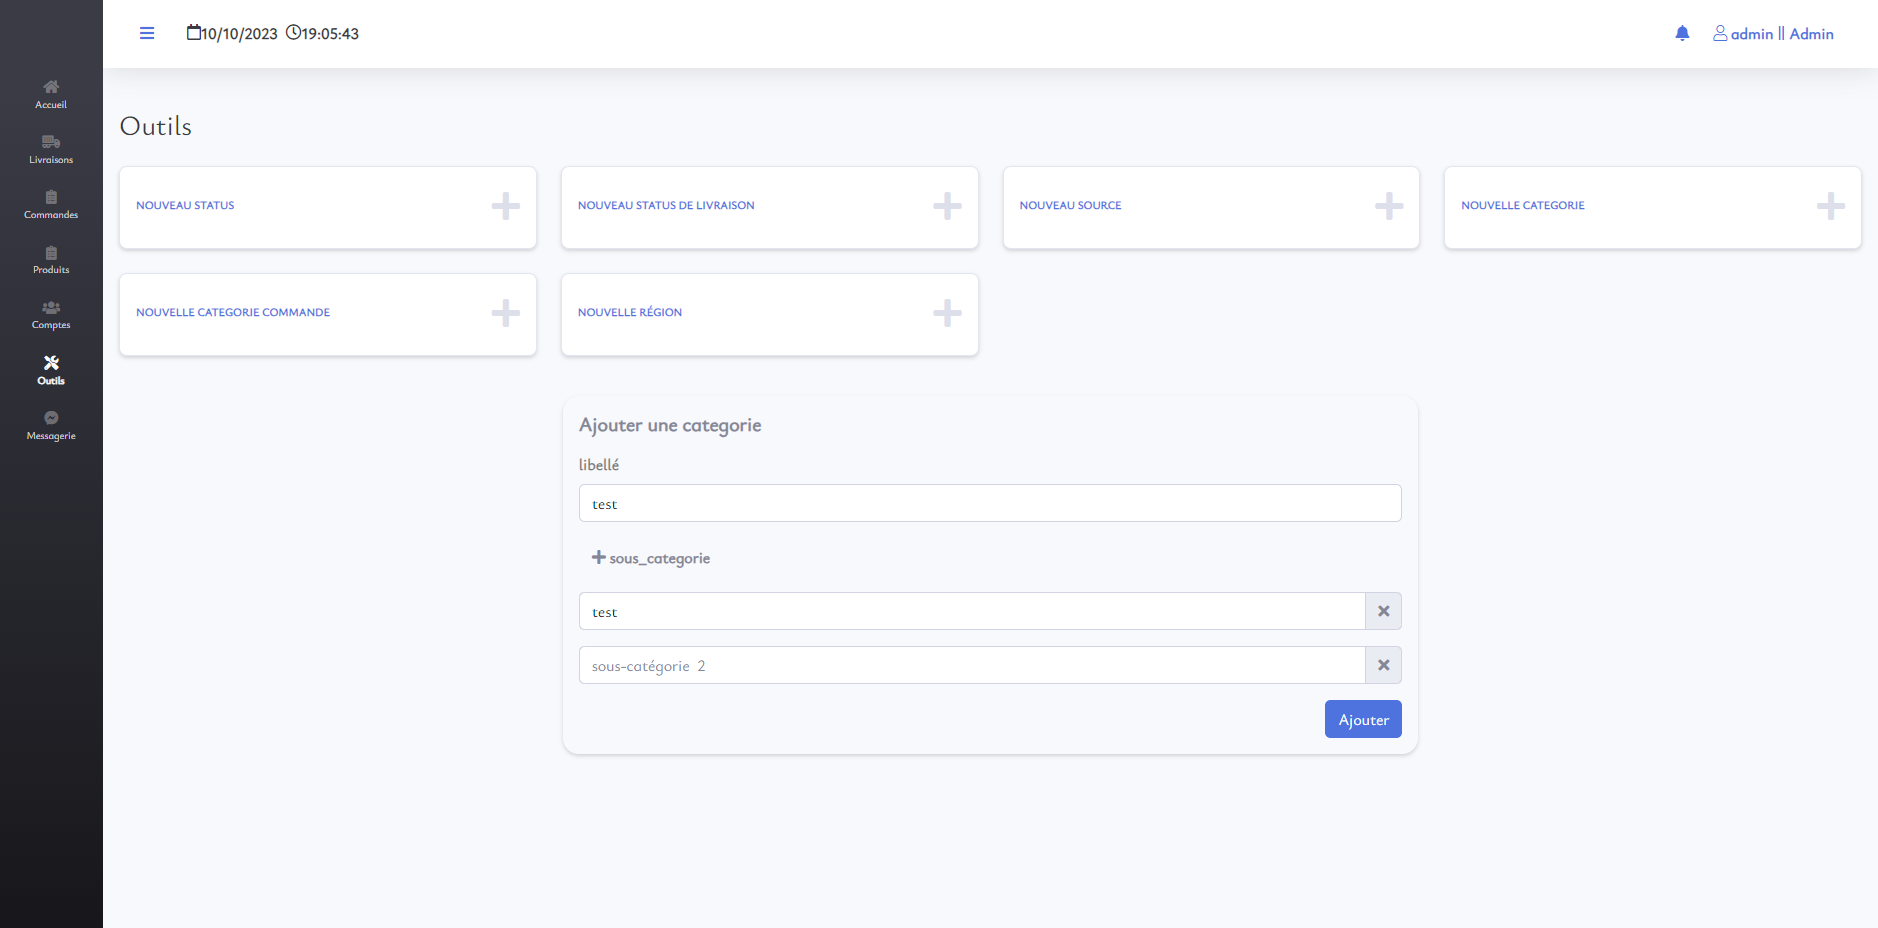 10/10/2023 19:05:43
admin || Admin
Accueil
Livraisons
Commandes
Produits
Comptes
Outils
Messagerie
Outils
NOUVEAU STATUS
NOUVEAU STATUS DE LIVRAISON
NOUVEAU SOURCE
NOUVELLE CATEGORIE
NOUVELLE CATEGORIE COMMANDE
NOUVELLE RÉGION
Ajouter une categorie
libellé
test
sous_categorie
test
sous-catégorie 2
Ajouter